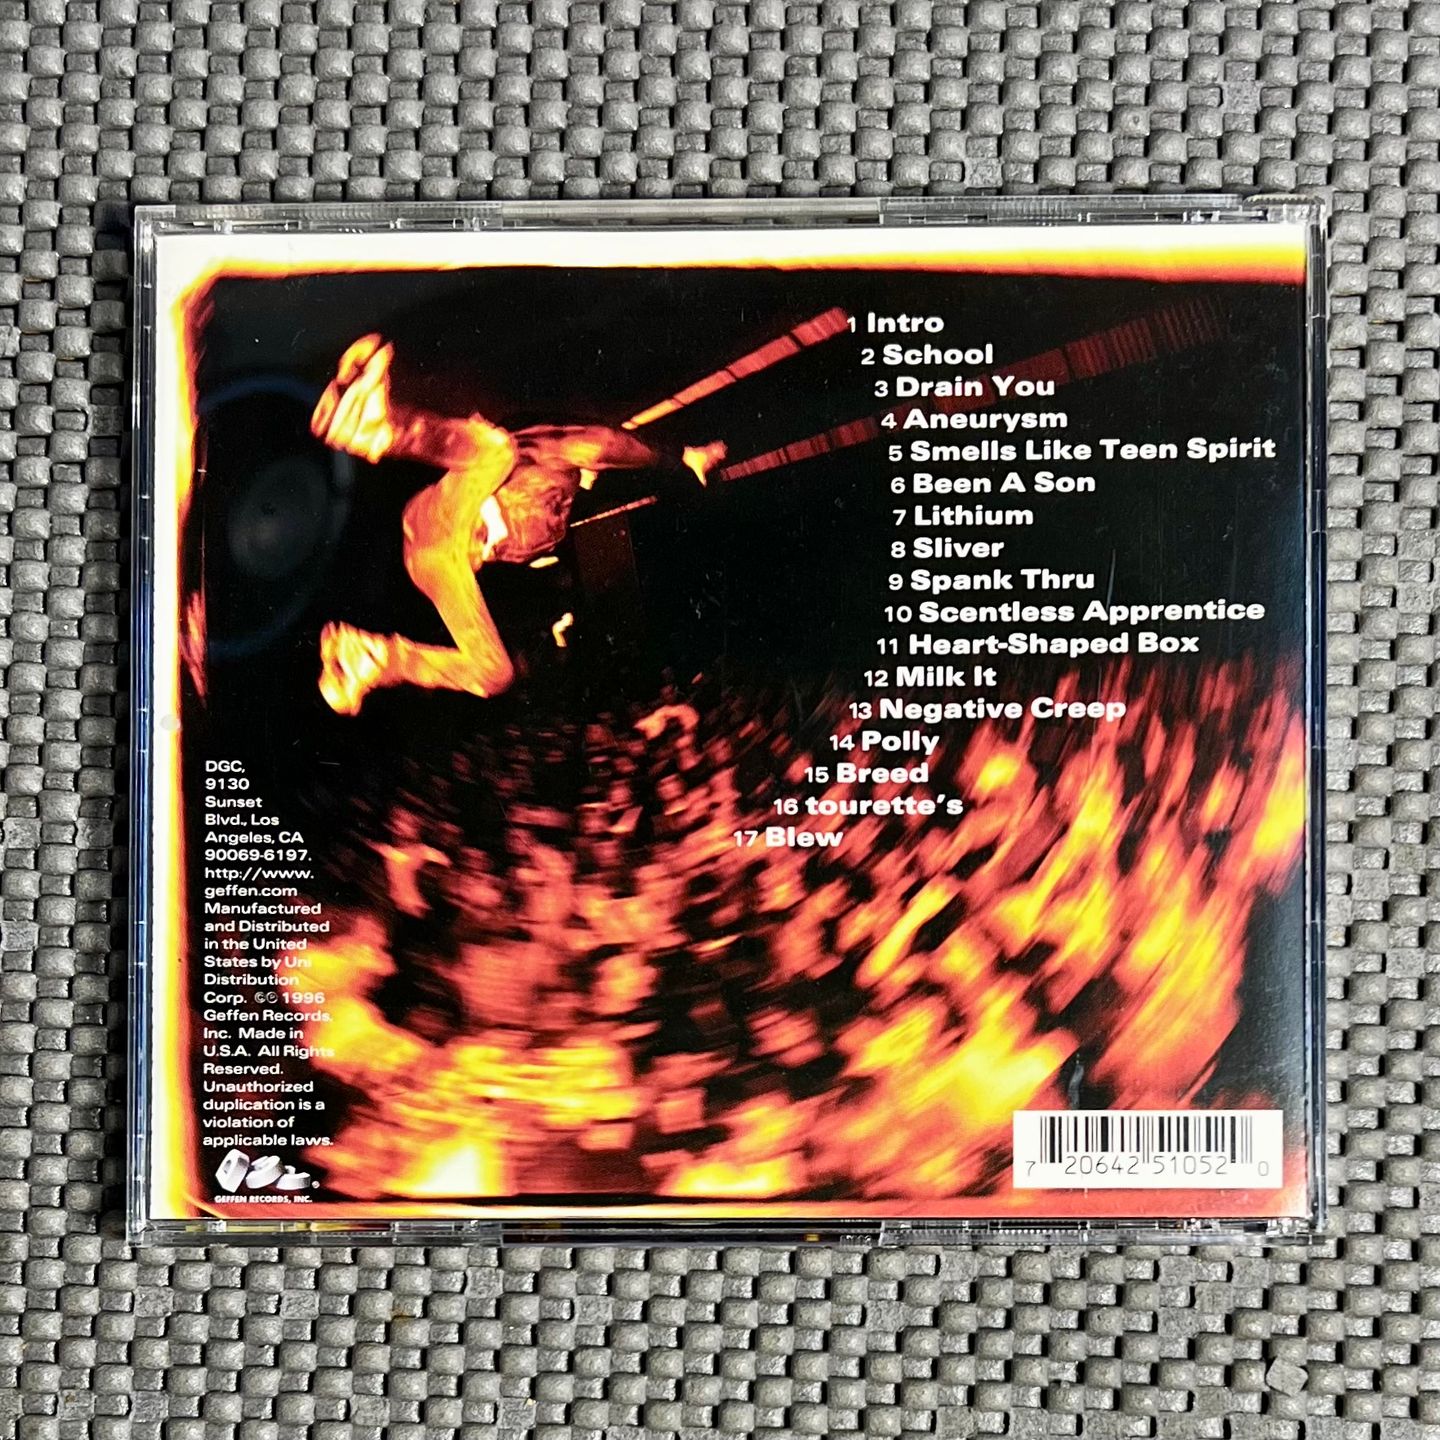 1 Intro
2 School
3 Drain You
4 Aneurysm
5 Smells Like Teen Spirit
6 Been A Son
7 Lithium
8 Sliver
9 Spank Thru
10 Scentless Apprentice
11 Heart-Shaped Box
12 Milk It
13 Negative Creep
14 Polly
15 Breed
16 tourette's
17 Blew
DGC,
9130
Sunset
Blvd., Los
Angeles, CA
90069-6197.
http://www.
geffen.com
Manufactured
and Distributed
in the United
States by Uni
Distribution
Corp. ©℗ 1996
Geffen Records,
Inc. Made in
U.S.A. All Rights
Reserved.
Unauthorized
duplication is a
violation of
applicable laws.
GEFFEN RECORDS, INC.
7 20642 51052 0